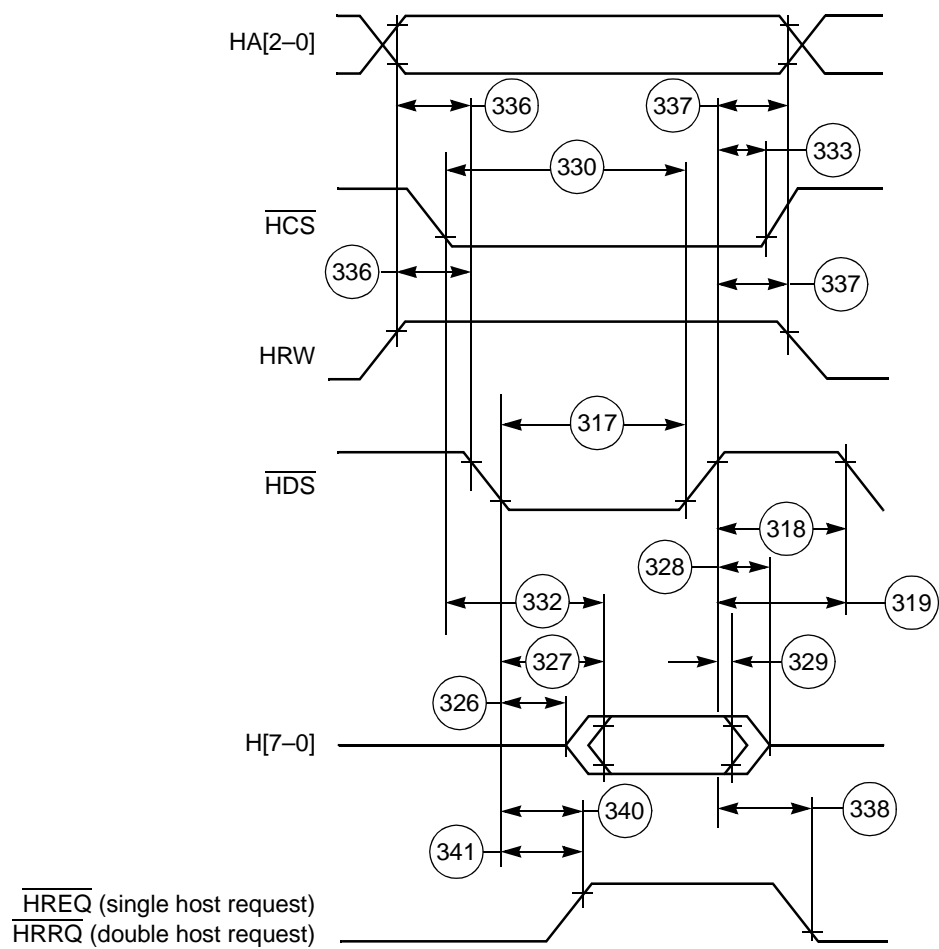 HA[2–0]
336
337
333
330
HCS
336
337
HRW
317
HDS
318
328
332
319
327
329
326
H[7–0]
340
338
341
HREQ (single host request)
HRRQ (double host request)